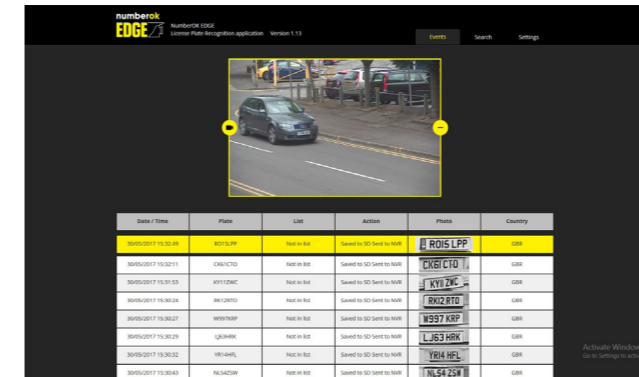 numberok
EDGE
NumberOK EDGE
License Plate Recognition application Version 1.13
Events Search Settings
Date / Time Plate List Action Photo Country
30/05/2017 15:32:49 RO15LPP Not in list Saved to SD Sent to NVR RO15 LPP GBR
30/05/2017 15:32:11 CK61CTO Not in list Saved to SD Sent to NVR CK61 CTO GBR
30/05/2017 15:31:53 KY11ZWC Not in list Saved to SD Sent to NVR KY11 ZWC GBR
30/05/2017 15:30:24 RK12RTO Not in list Saved to SD Sent to NVR RK12 RTO GBR
30/05/2017 15:30:27 W997KRP Not in list Saved to SD Sent to NVR W997 KRP GBR
30/05/2017 15:30:29 LJ63HRK Not in list Saved to SD Sent to NVR LJ63 HRK GBR
30/05/2017 15:30:32 YR14HFL Not in list Saved to SD Sent to NVR YR14 HFL GBR
30/05/2017 15:30:43 NL54ZSW Not in list Saved to SD Sent to NVR NL54 ZSW GBR
Activate Window
Go to Settings to acti